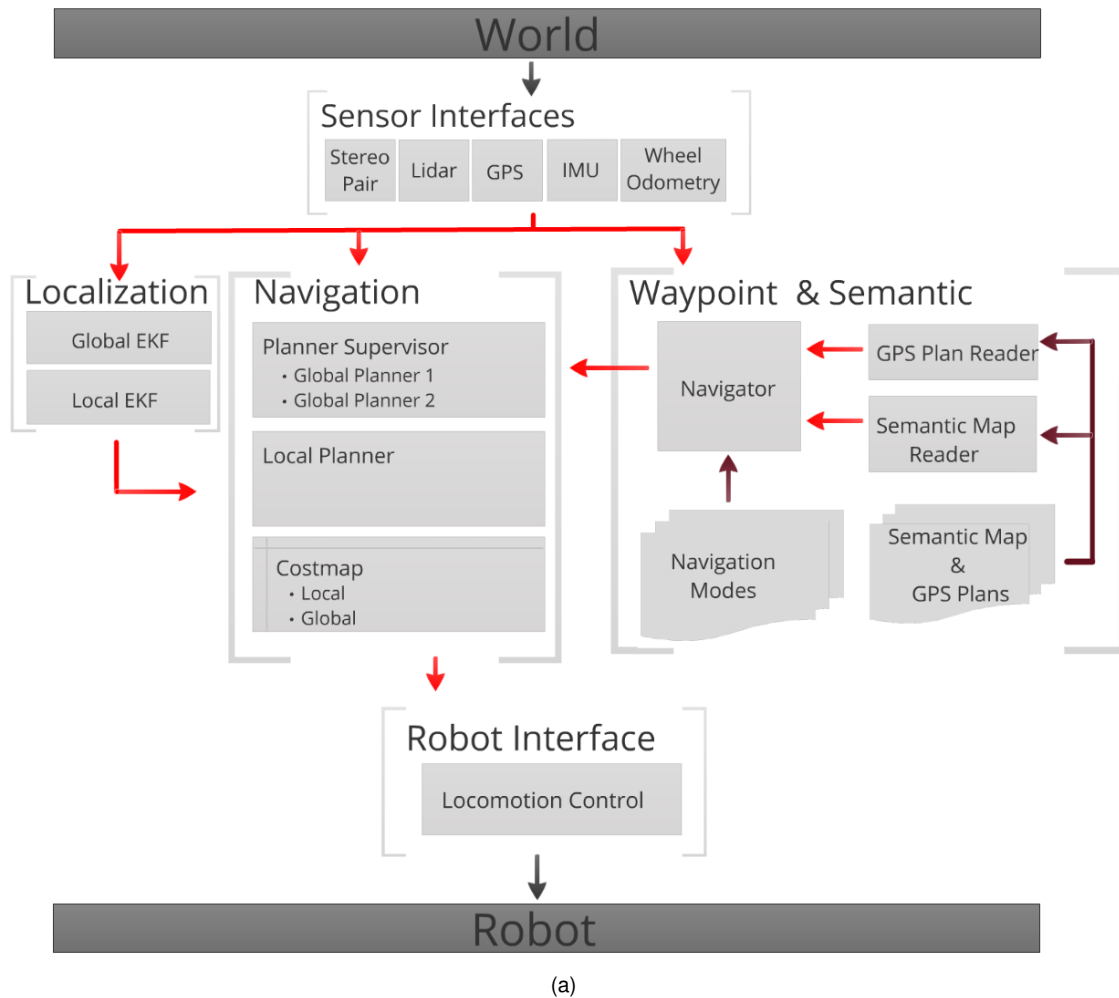 World
Sensor Interfaces
Stereo
Pair
Lidar
GPS
IMU
Wheel
Odometry
Localization
Global EKF
Local EKF
Navigation
Planner Supervisor
• Global Planner 1
• Global Planner 2
Local Planner
Costmap
• Local
• Global
Waypoint & Semantic
Navigator
GPS Plan Reader
Semantic Map
Reader
Navigation
Modes
Semantic Map
&
GPS Plans
Robot Interface
Locomotion Control
Robot
(a)